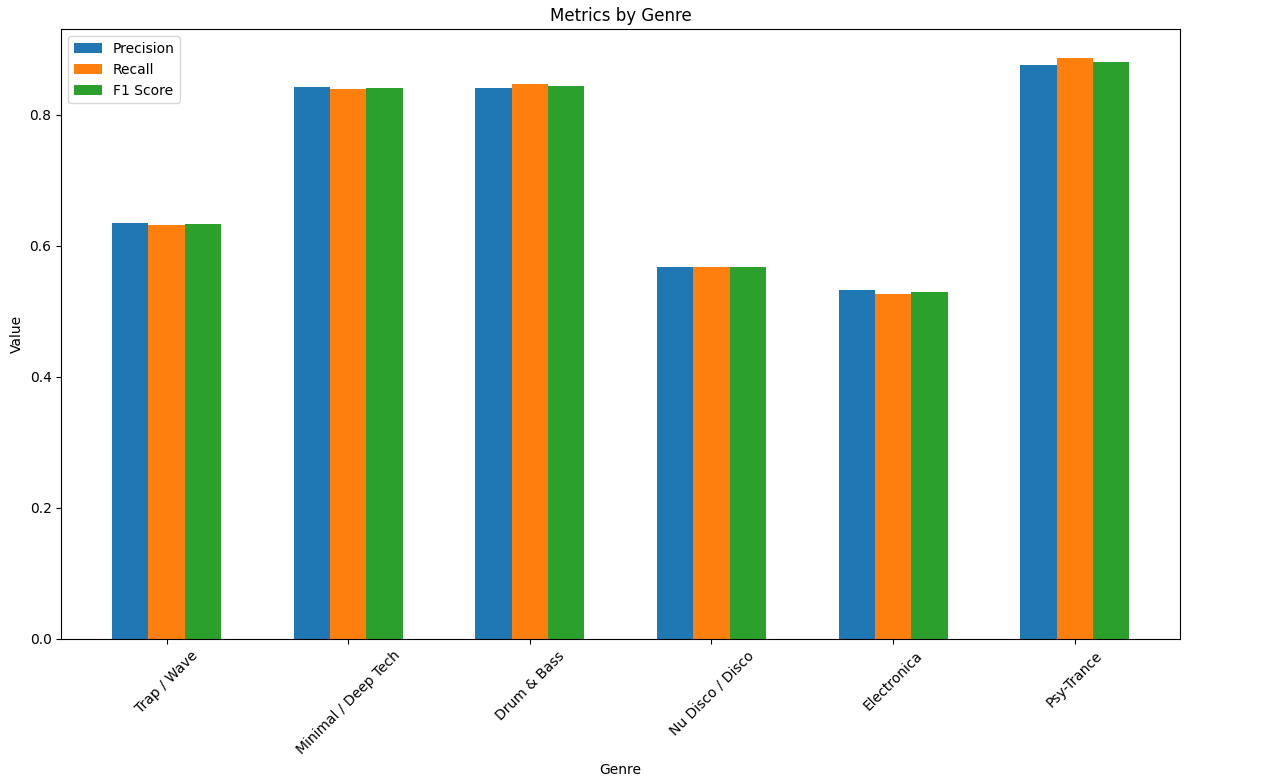 Metrics by Genre
Precision
Recall
F1 Score
Value
0.8
0.6
0.4
0.2
0.0
Trap / Wave
Minimal / Deep Tech
Drum & Bass
Nu Disco / Disco
Electronica
Psy-Trance
Genre